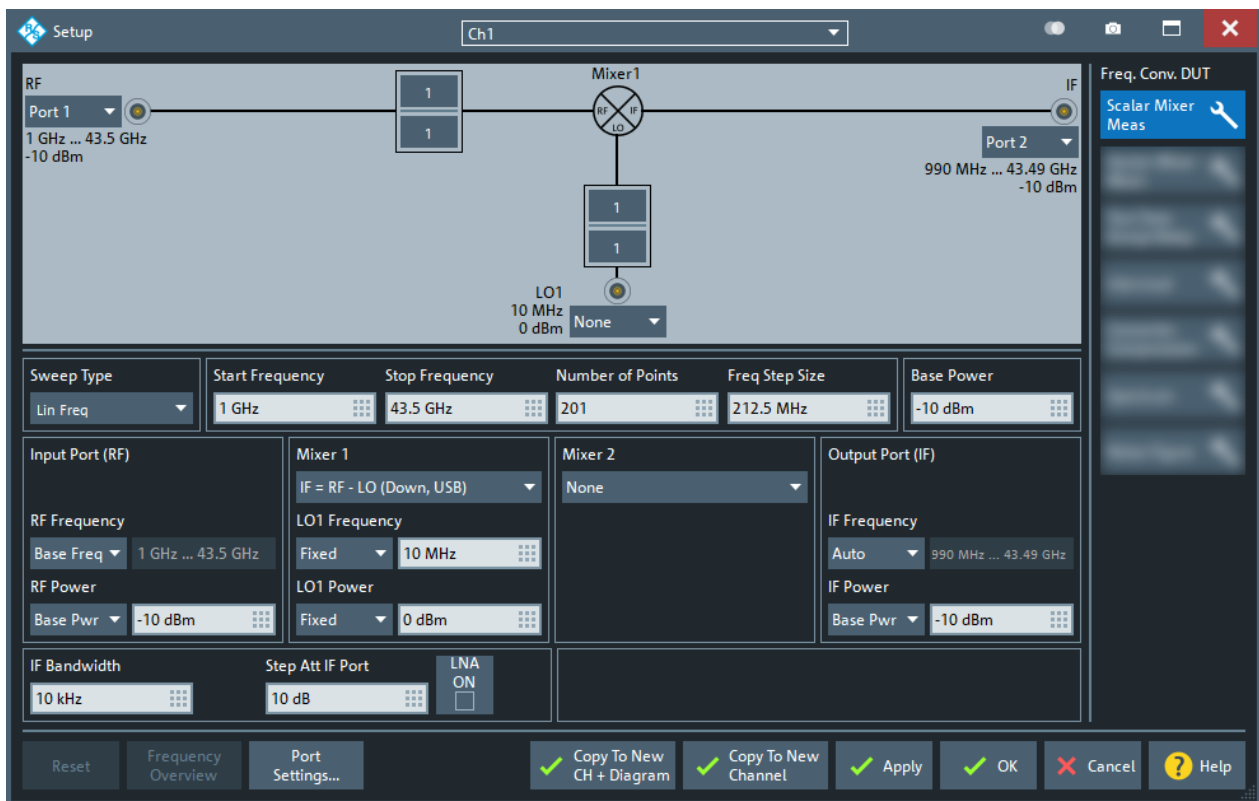 Setup
Ch1
RF
Port 1
1 GHz ... 43.5 GHz
-10 dBm
1
1
Mixer1
RF IF
LO
IF
Port 2
990 MHz ... 43.49 GHz
-10 dBm
1
1
LO1
10 MHz
0 dBm
None
Freq. Conv. DUT
Scalar Mixer
Meas
Sweep Type
Lin Freq
Start Frequency
1 GHz
Stop Frequency
43.5 GHz
Number of Points
201
Freq Step Size
212.5 MHz
Base Power
-10 dBm
Input Port (RF)
RF Frequency
Base Freq 1 GHz ... 43.5 GHz
RF Power
Base Pwr -10 dBm
Mixer 1
IF = RF - LO (Down, USB)
LO1 Frequency
Fixed 10 MHz
LO1 Power
Fixed 0 dBm
Mixer 2
None
Output Port (IF)
IF Frequency
Auto 990 MHz ... 43.49 GHz
IF Power
Base Pwr -10 dBm
IF Bandwidth
10 kHz
Step Att IF Port
10 dB
LNA
ON
Reset
Frequency
Overview
Port
Settings...
Copy To New
CH + Diagram
Copy To New
Channel
Apply
OK
Cancel
? Help